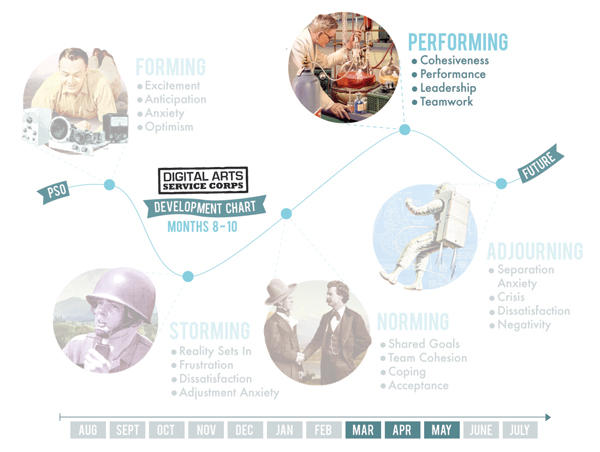 PERFORMING
Cohesiveness
Performance
Leadership
Teamwork
FORMING
Excitement
Anticipation
Anxiety
Optimism
PSO
DIGITAL ARTS
SERVICE CORPS
DEVELOPMENT CHART
MONTHS 8-10
FUTURE
ADJOURNING
Separation
Anxiety
Crisis
Dissatisfaction
Negativity
STORMING
Reality Sets In
Frustration
Dissatisfaction
Adjustment Anxiety
NORMING
Shared Goals
Team Cohesion
Coping
Acceptance
AUG SEPT OCT NOV DEC JAN FEB MAR APR MAY JUNE JULY